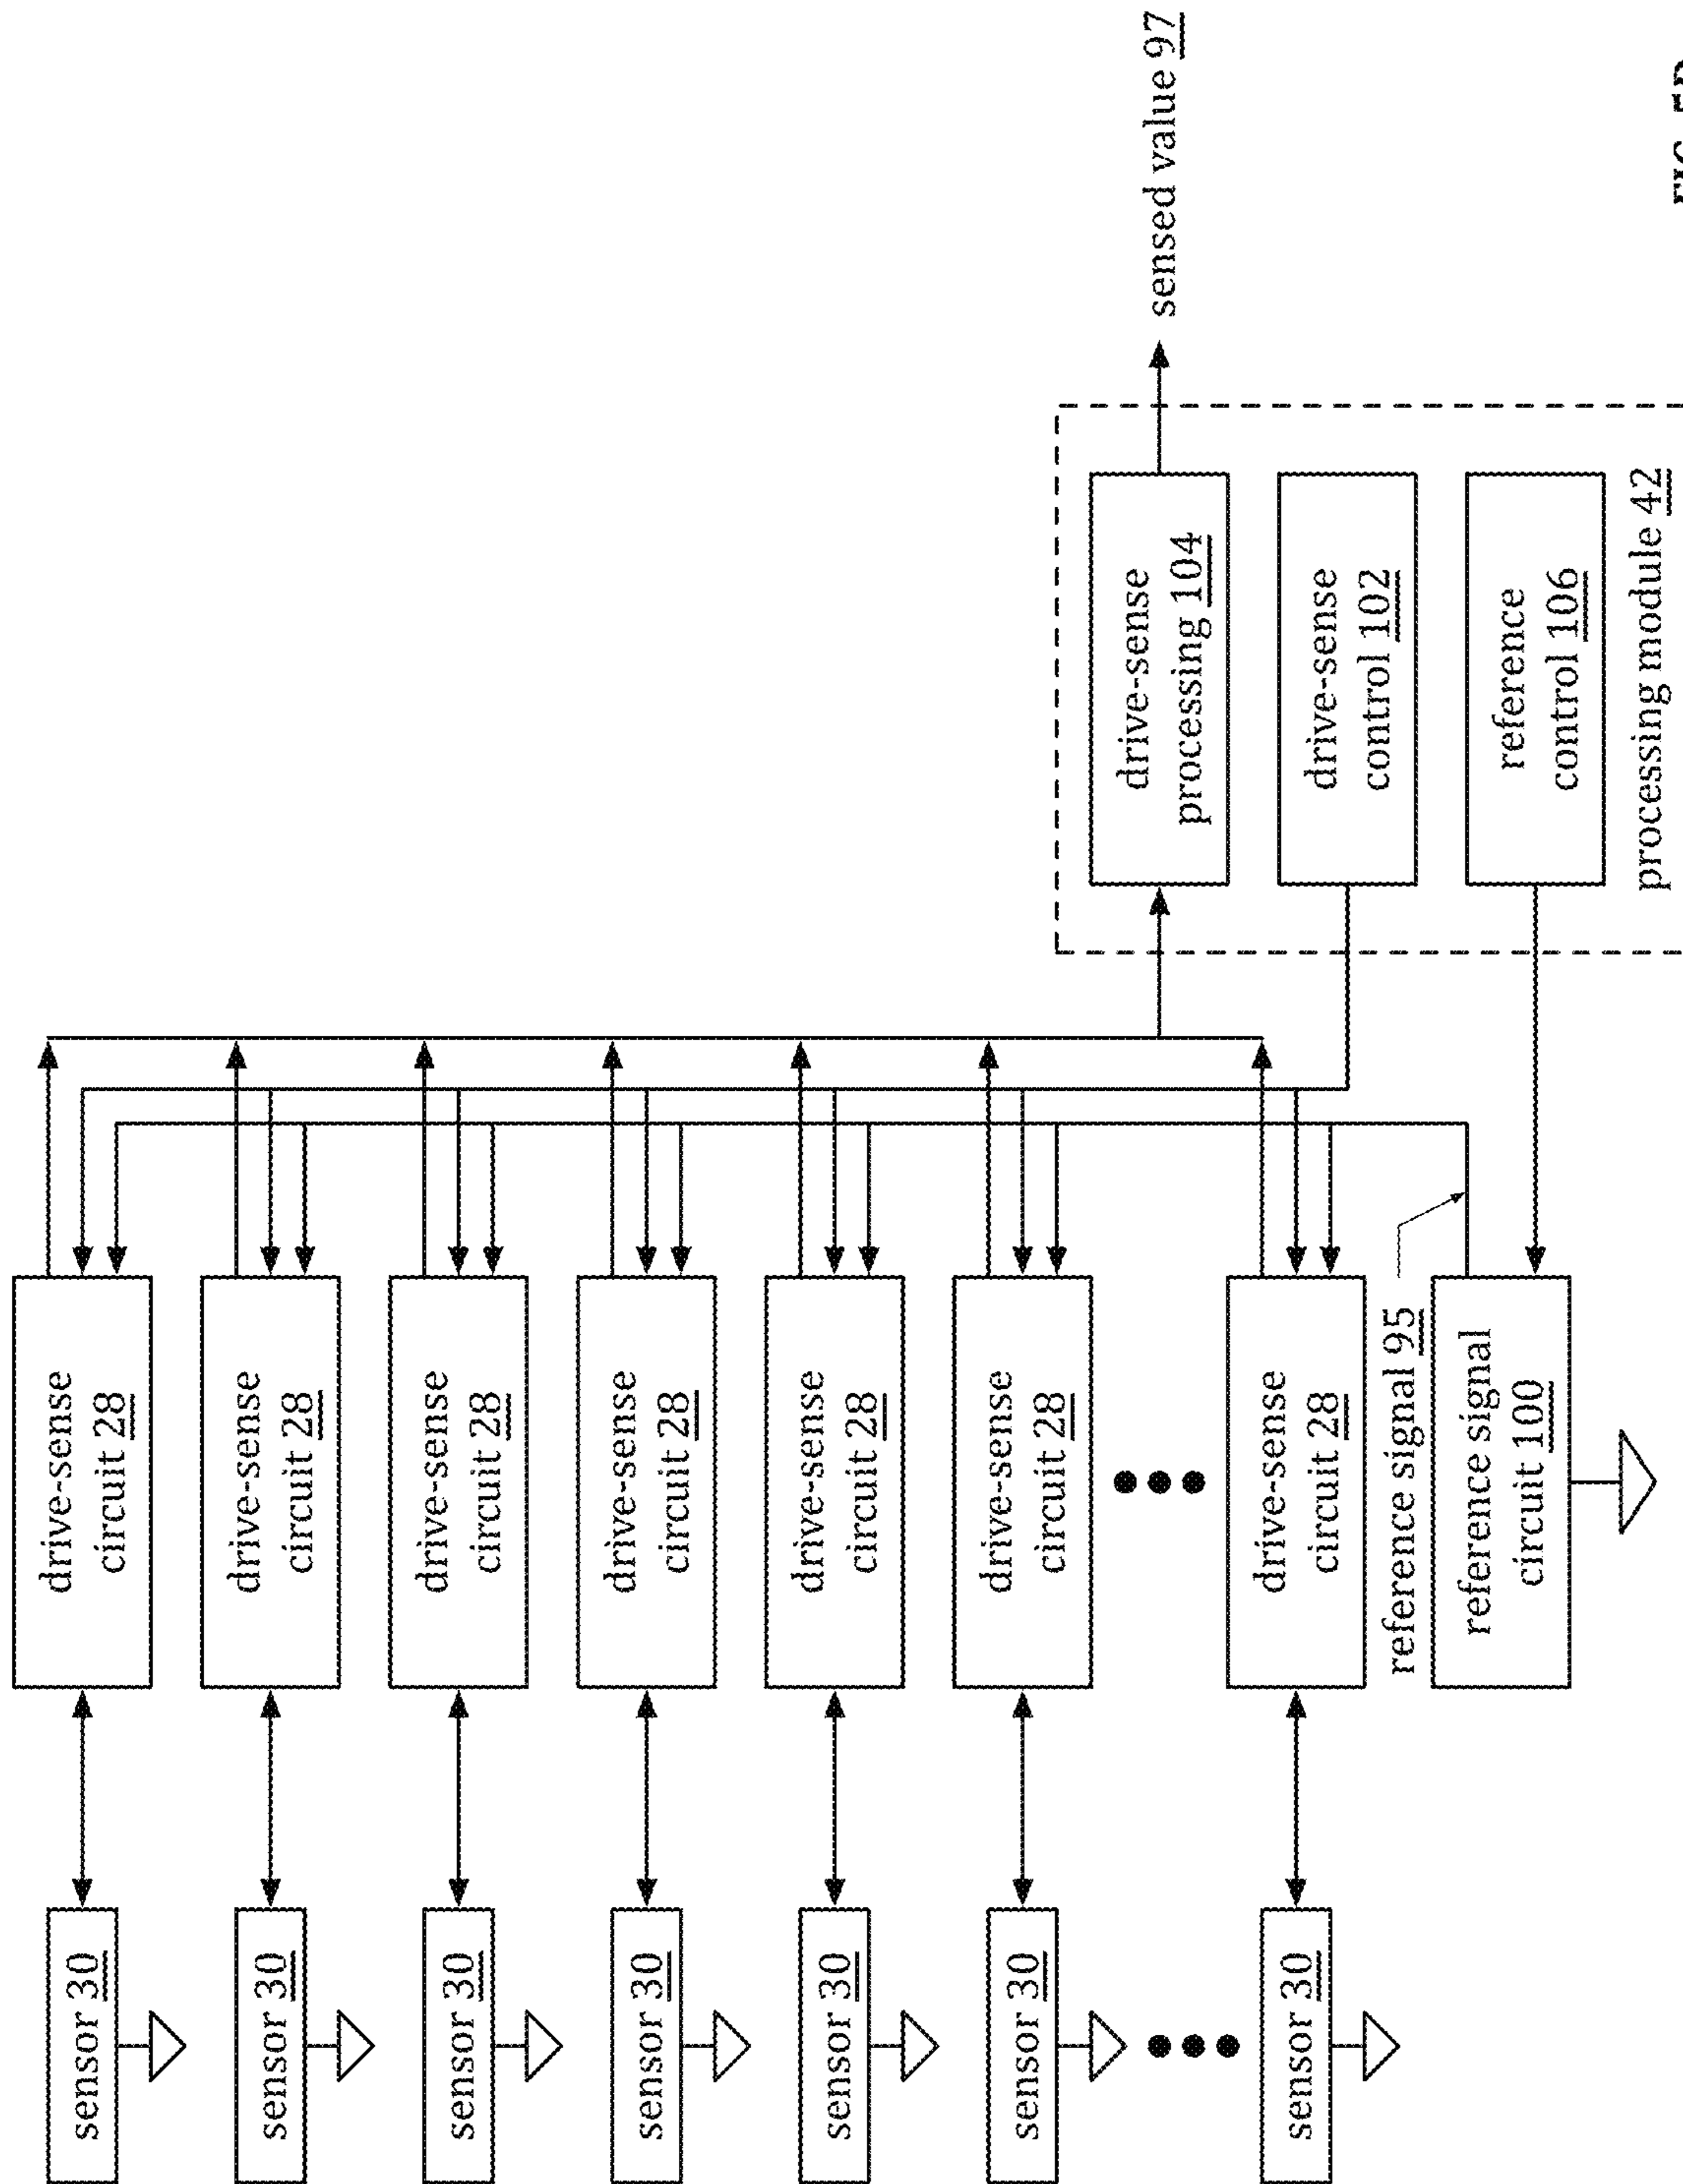 sensor 30
drive-sense
circuit 28
sensor 30
drive-sense
circuit 28
sensor 30
drive-sense
circuit 28
sensor 30
drive-sense
circuit 28
sensor 30
drive-sense
circuit 28
sensor 30
drive-sense
circuit 28
sensor 30
drive-sense
circuit 28
reference signal 95
reference signal
circuit 100
drive-sense
processing 104
sensed value 97
drive-sense
control 102
reference
control 106
processing module 42
FIG.